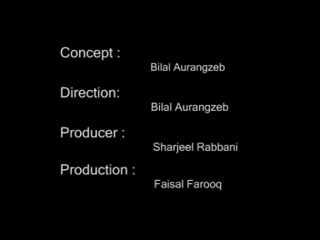 Concept :
Bilal Aurangzeb
Direction:
Bilal Aurangzeb
Producer :
Sharjeel Rabbani
Production :
Faisal Farooq